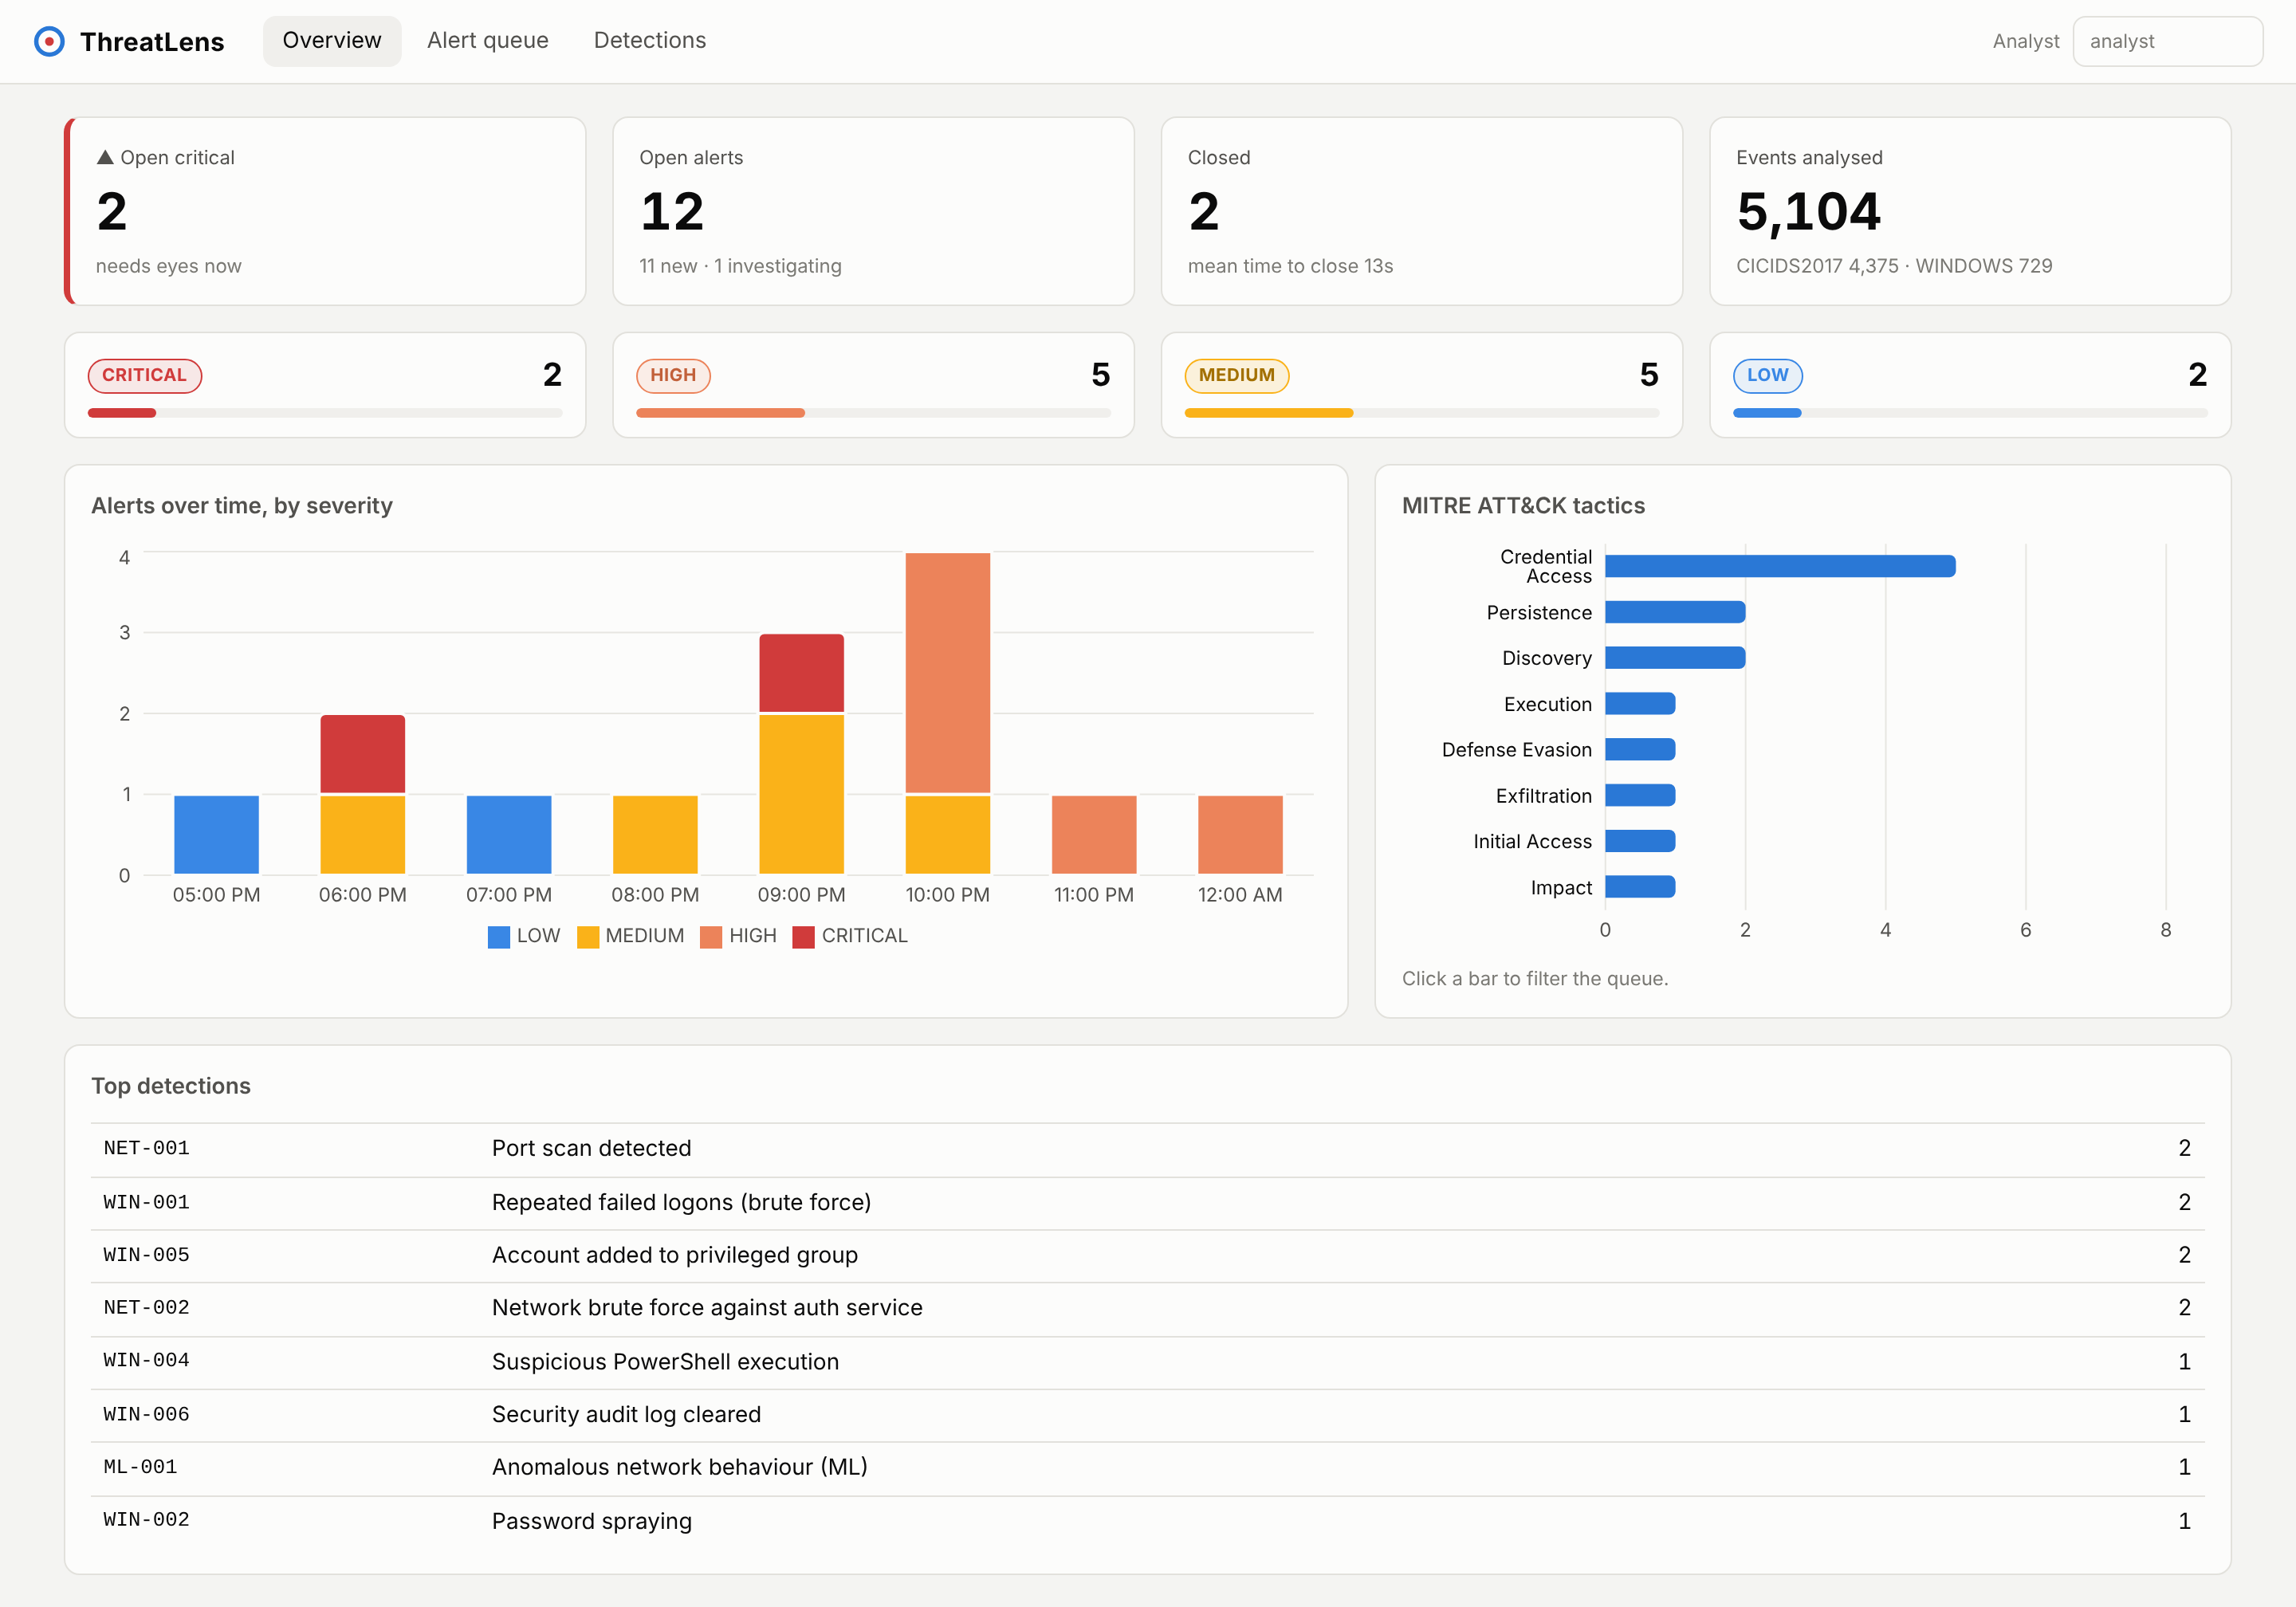 ThreatLens Overview Alert queue Detections Analyst analyst
▲ Open critical
2
needs eyes now
Open alerts
12
11 new · 1 investigating
Closed
2
mean time to close 13s
Events analysed
5,104
CICIDS2017 4,375 · WINDOWS 729
CRITICAL 2
HIGH 5
MEDIUM 5
LOW 2
Alerts over time, by severity
4
3
2
1
0
05:00 PM 06:00 PM 07:00 PM 08:00 PM 09:00 PM 10:00 PM 11:00 PM 12:00 AM
LOW MEDIUM HIGH CRITICAL
MITRE ATT&CK tactics
Credential
Access
Persistence
Discovery
Execution
Defense Evasion
Exfiltration
Initial Access
Impact
0 2 4 6 8
Click a bar to filter the queue.
Top detections
NET-001 Port scan detected 2
WIN-001 Repeated failed logons (brute force) 2
WIN-005 Account added to privileged group 2
NET-002 Network brute force against auth service 2
WIN-004 Suspicious PowerShell execution 1
WIN-006 Security audit log cleared 1
ML-001 Anomalous network behaviour (ML) 1
WIN-002 Password spraying 1